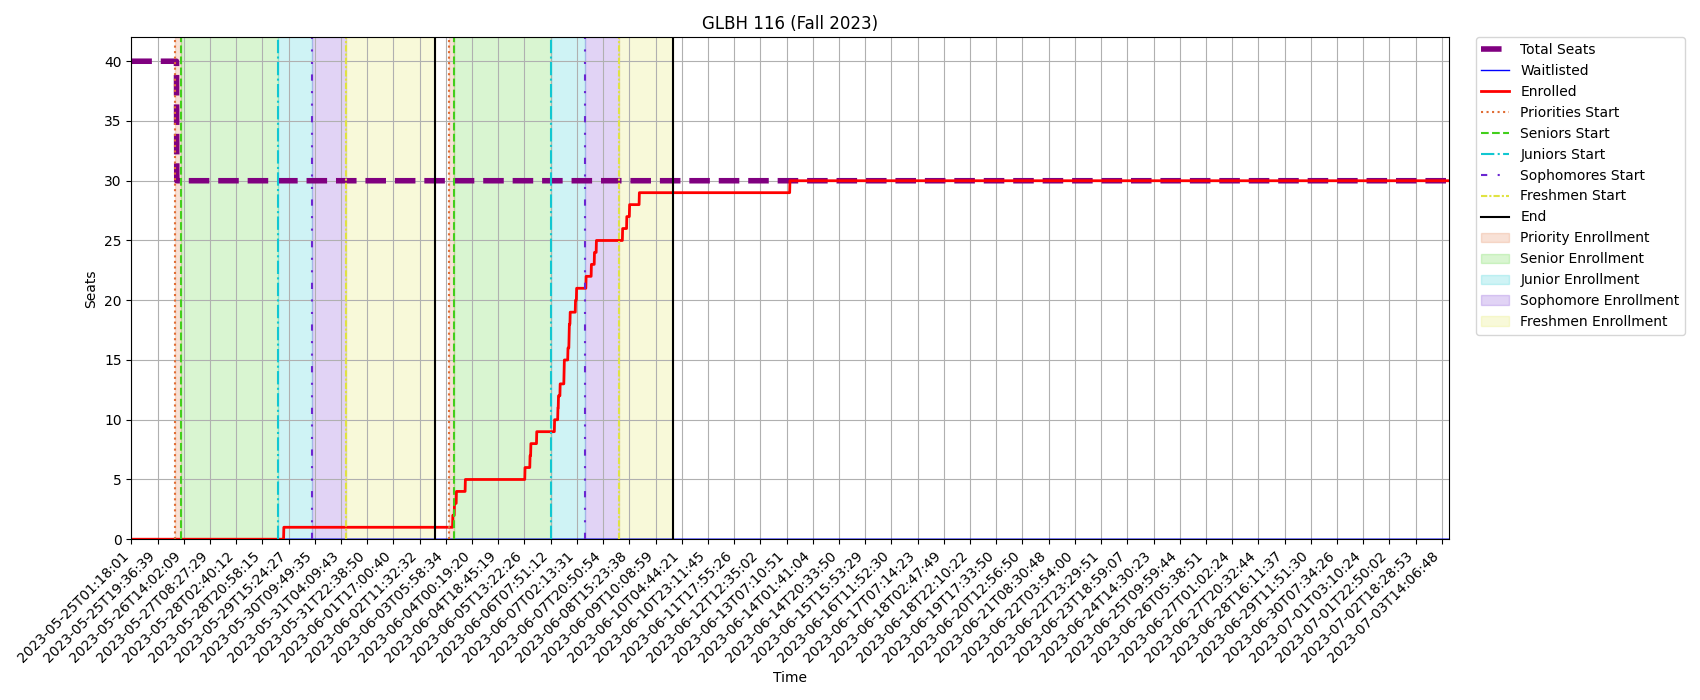 GLBH 116 (Fall 2023)
Total Seats
Waitlisted
Enrolled
Priorities Start
Seniors Start
Juniors Start
Sophomores Start
Freshmen Start
End
Priority Enrollment
Senior Enrollment
Junior Enrollment
Sophomore Enrollment
Freshmen Enrollment
Seats
40
35
30
25
20
15
10
5
0
2023-05-25T01:18:01
2023-05-25T19:36:39
2023-05-26T14:02:09
2023-05-27T08:27:29
2023-05-28T02:40:12
2023-05-28T20:58:15
2023-05-29T15:24:27
2023-05-30T09:49:35
2023-05-31T04:09:43
2023-05-31T22:38:50
2023-06-01T17:00:40
2023-06-02T11:32:32
2023-06-03T05:58:34
2023-06-04T00:19:20
2023-06-04T18:45:19
2023-06-05T13:22:26
2023-06-06T07:51:12
2023-06-07T02:13:31
2023-06-07T20:50:54
2023-06-08T15:23:38
2023-06-09T10:08:59
2023-06-10T04:44:21
2023-06-10T23:11:45
2023-06-11T17:55:26
2023-06-12T12:35:02
2023-06-13T07:10:51
2023-06-14T01:41:04
2023-06-14T20:33:50
2023-06-15T15:53:29
2023-06-16T11:52:30
2023-06-17T07:14:23
2023-06-18T02:47:49
2023-06-18T22:10:22
2023-06-19T17:33:50
2023-06-20T12:56:50
2023-06-21T08:30:48
2023-06-22T03:54:00
2023-06-22T23:29:51
2023-06-23T18:59:07
2023-06-24T14:30:23
2023-06-25T09:59:44
2023-06-26T05:38:51
2023-06-27T01:02:24
2023-06-27T20:32:44
2023-06-28T16:11:37
2023-06-29T11:51:30
2023-06-30T07:34:26
2023-07-01T03:10:24
2023-07-01T22:50:02
2023-07-02T18:28:53
2023-07-03T14:06:48
Time